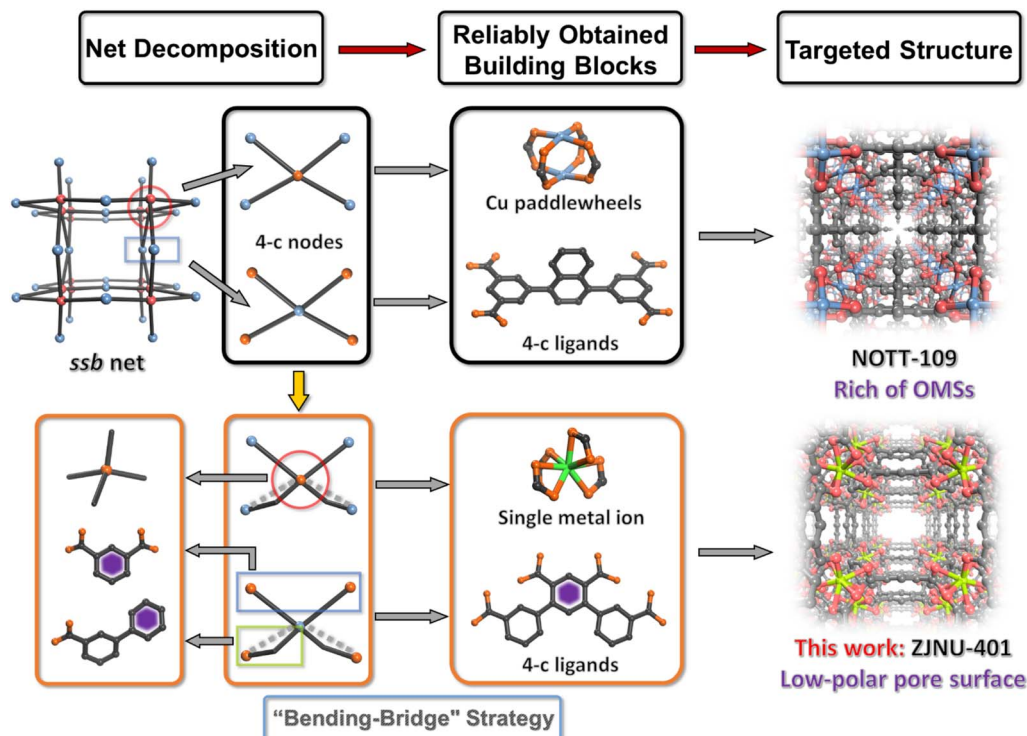 Net Decomposition
Reliably Obtained
Building Blocks
Targeted Structure
ssb net
4-c nodes
Cu paddlewheels
4-c ligands
NOTT-109
Rich of OMSs
Single metal ion
4-c ligands
This work: ZJNU-401
Low-polar pore surface
“Bending-Bridge" Strategy